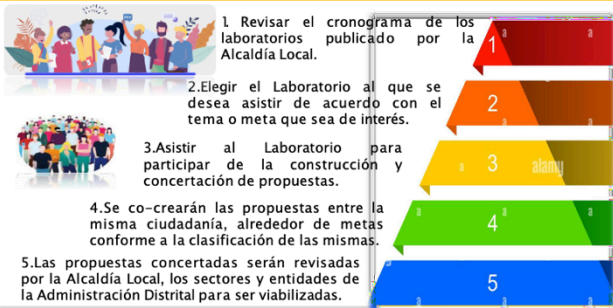 1. Revisar el cronograma de los
laboratorios publicado por la
Alcaldía Local.
1
2.Elegir el Laboratorio al que se
desea asistir de acuerdo con el
tema o meta que sea de interés.
2
3.Asistir al Laboratorio para
participar de la construcción y
concertación de propuestas.
3
alamy
4.Se co-crearán las propuestas entre la
misma ciudadanía, alrededor de metas
conforme a la clasificación de las mismas.
4
5.Las propuestas concertadas serán revisadas
por la Alcaldía Local, los sectores y entidades de
la Administración Distrital para ser viabilizadas.
5